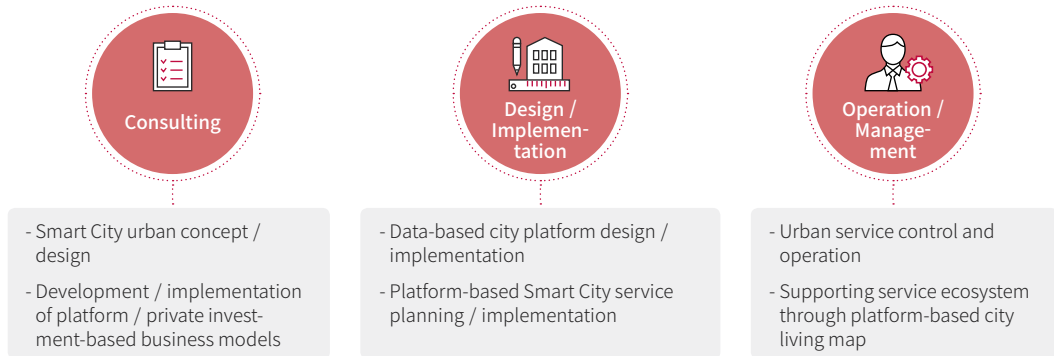 Consulting
- Smart City urban concept /
design
- Development / implementation
of platform / private invest-
ment-based business models
Design /
Implemen-
tation
- Data-based city platform design /
implementation
- Platform-based Smart City service
planning / implementation
Operation /
Manage-
ment
- Urban service control and
operation
- Supporting service ecosystem
through platform-based city
living map